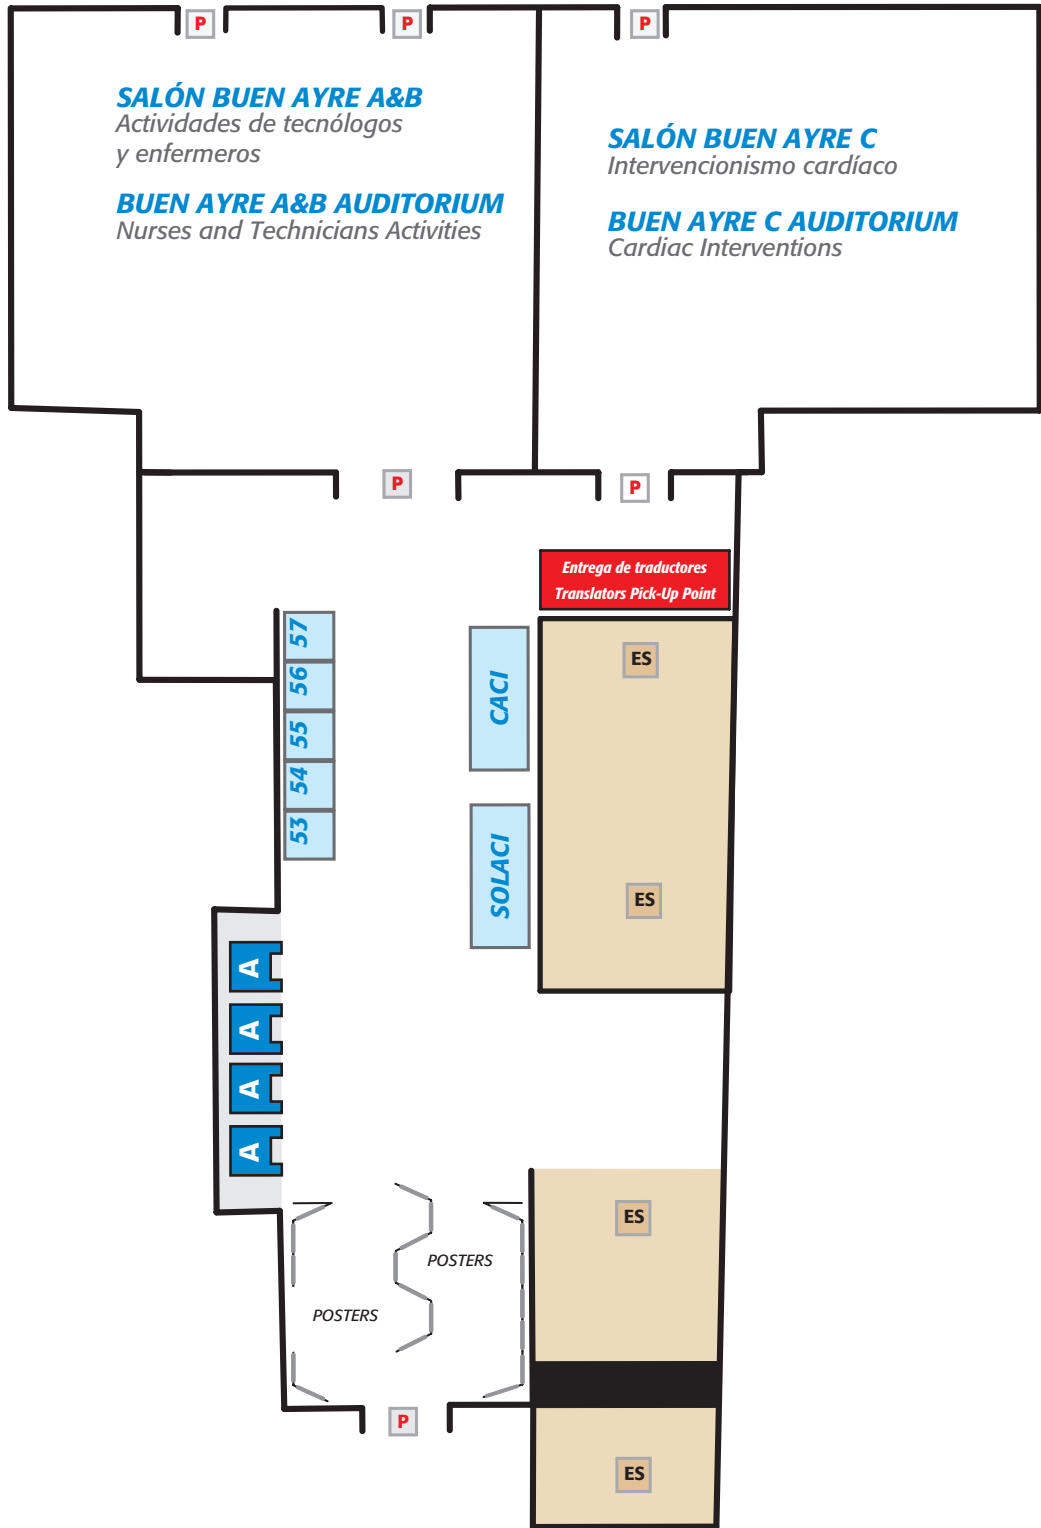 P
P
P
SALÓN BUEN AYRE A&B
Actividades de tecnólogos
y enfermeros
BUEN AYRE A&B AUDITORIUM
Nurses and Technicians Activities
SALÓN BUEN AYRE C
Intervencionismo cardíaco
BUEN AYRE C AUDITORIUM
Cardiac Interventions
P
P
Entrega de traductores
Translators Pick-Up Point
57
56
55
54
53
CACI
SOLACI
ES
ES
A
A
A
A
ES
POSTERS
POSTERS
P
ES